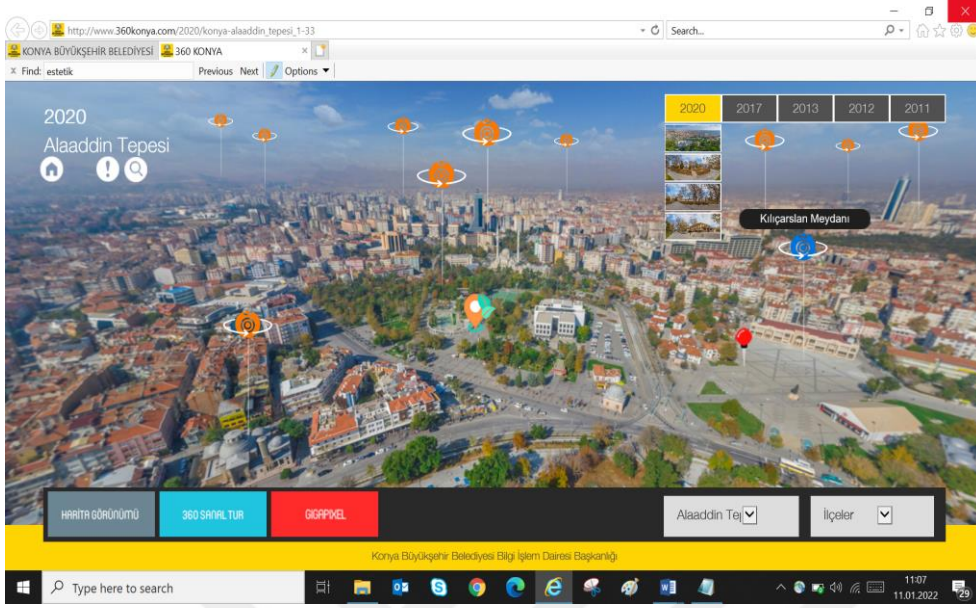 http://www.360konya.com/2020/konya-alaaddin_tepesi_1-33
Search...
KONYA BÜYÜKŞEHİR BELEDİYESİ
360 KONYA
x Find: estetik
Previous Next
Options
2020
Alaaddin Tepesi
2020 2017 2013 2012 2011
Kılıçarslan Meydanı
HARİTA GÖRÜNÜMÜ
360 SANAL TUR
GIGAPIXEL
Alaaddin Tej
İlçeler
Konya Büyükşehir Belediyesi Bilgi İşlem Dairesi Başkanlığı
Type here to search
11:07
11.01.2022
29